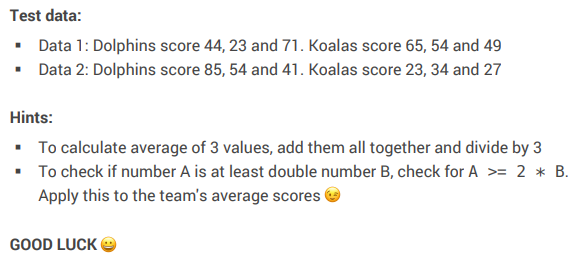 Test data:
▪ Data 1: Dolphins score 44, 23 and 71. Koalas score 65, 54 and 49
▪ Data 2: Dolphins score 85, 54 and 41. Koalas score 23, 34 and 27
Hints:
▪ To calculate average of 3 values, add them all together and divide by 3
▪ To check if number A is at least double number B, check for A >= 2 * B.
Apply this to the team's average scores 😉
GOOD LUCK 😀